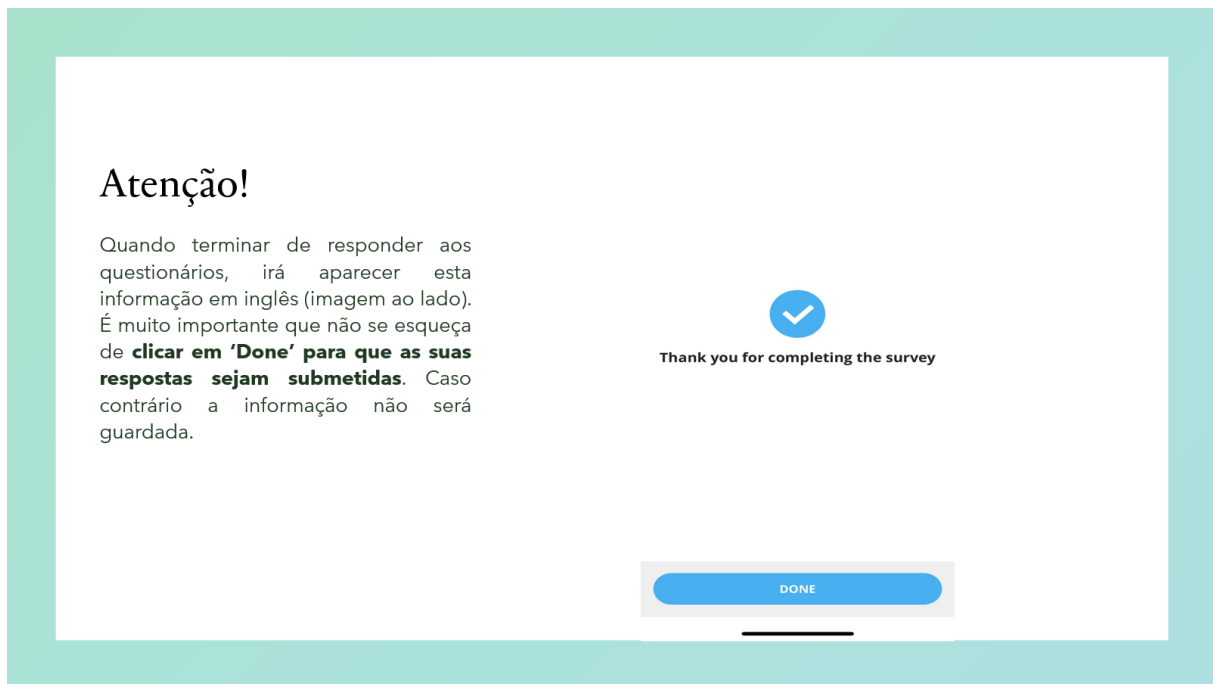 Atenção!
Quando terminar de responder aos
questionários, irá aparecer esta
informação em inglês (imagem ao lado).
É muito importante que não se esqueça
de clicar em ‘Done’ para que as suas
respostas sejam submetidas. Caso
contrário a informação não será
guardada.
Thank you for completing the survey
DONE